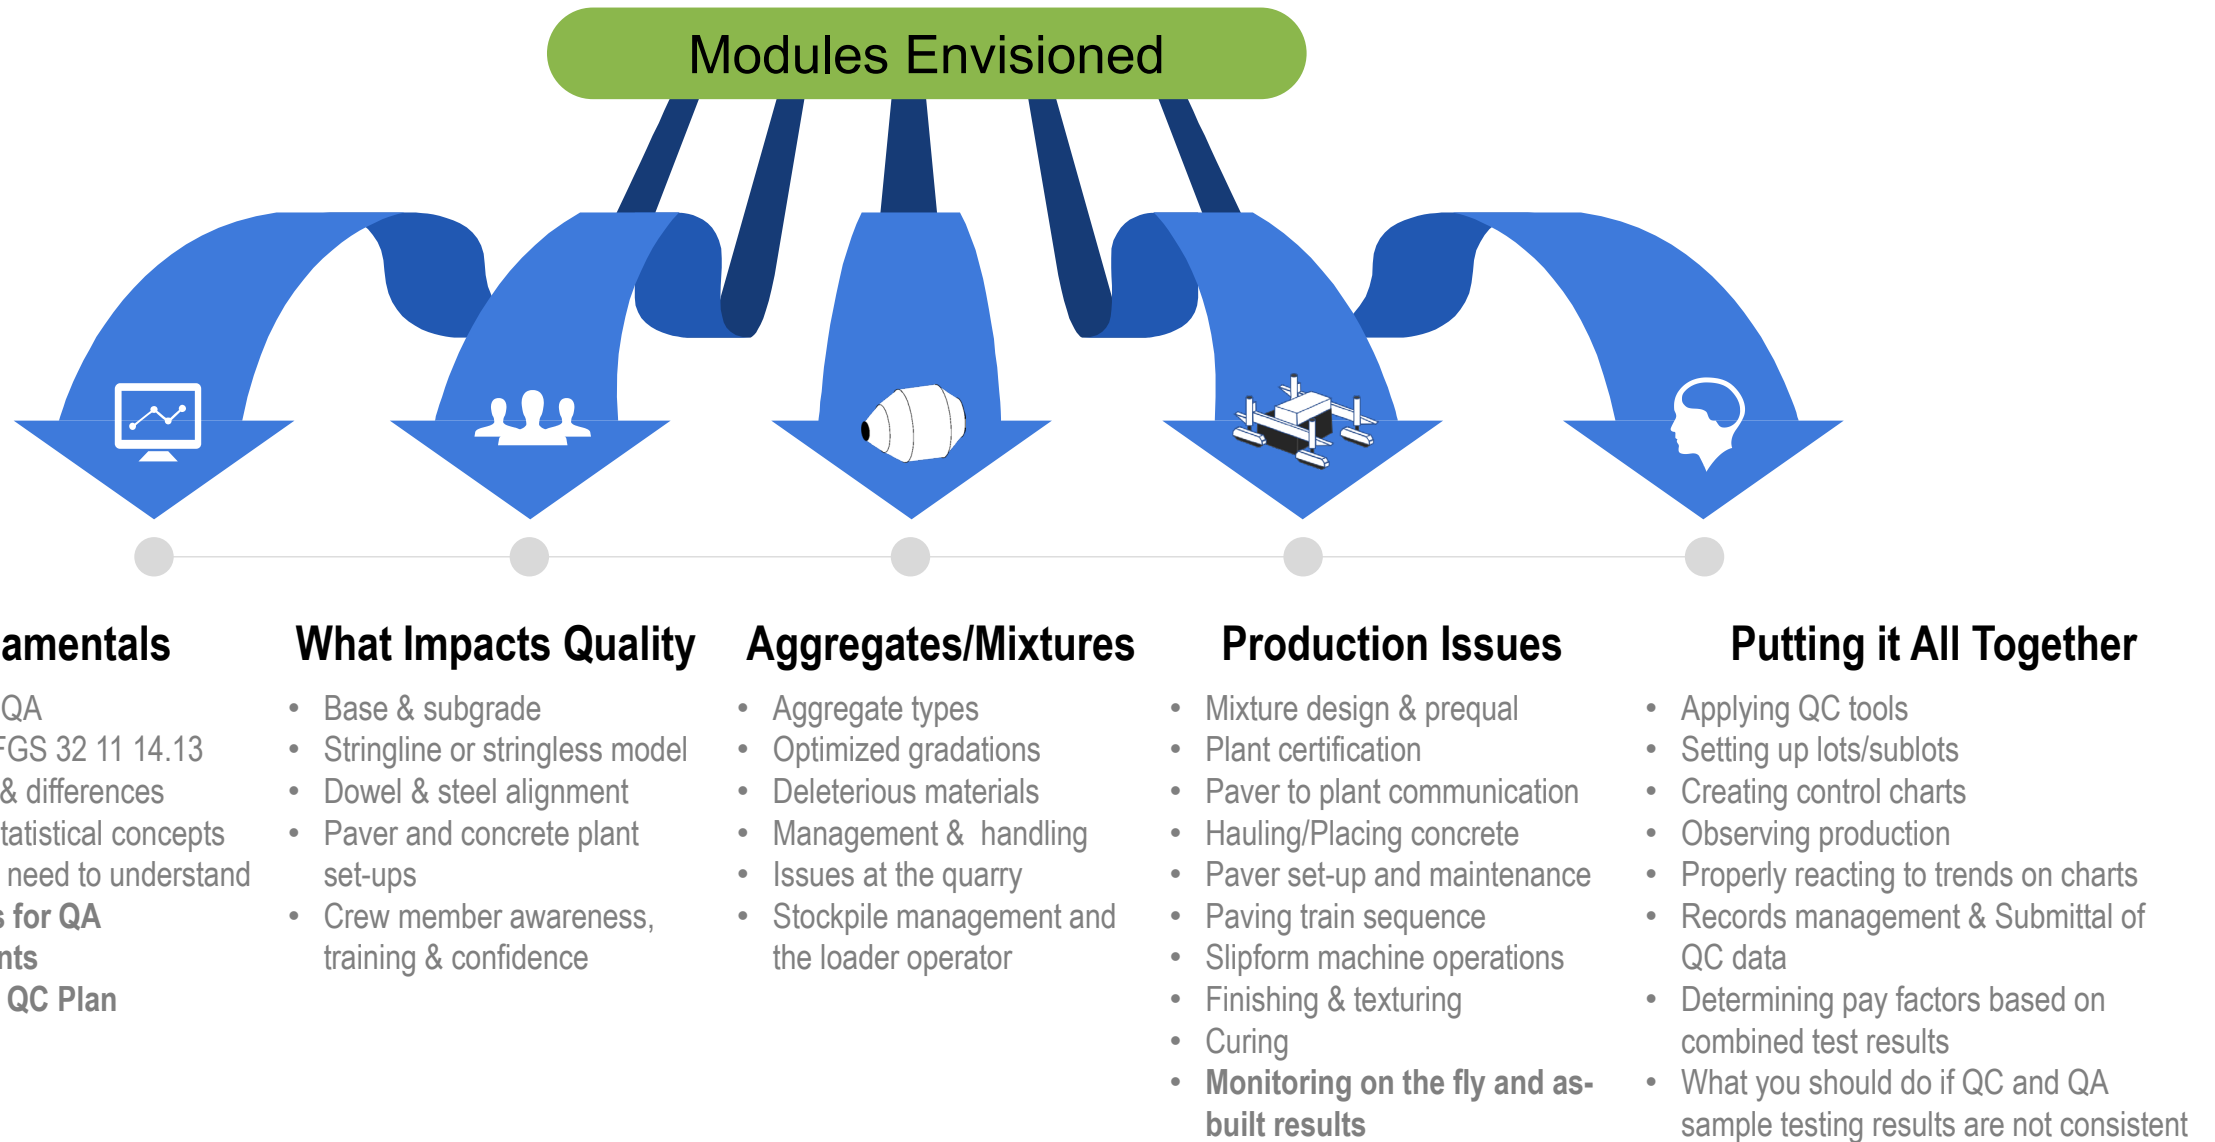 Modules Envisioned
amentals
QA
FGS 32 11 14.13
& differences
tatistical concepts
need to understand
s for QA
nts
QC Plan
What Impacts Quality
• Base & subgrade
• Stringline or stringless model
• Dowel & steel alignment
• Paver and concrete plant
set-ups
• Crew member awareness,
training & confidence
Aggregates/Mixtures
• Aggregate types
• Optimized gradations
• Deleterious materials
• Management & handling
• Issues at the quarry
• Stockpile management and
the loader operator
Production Issues
• Mixture design & prequal
• Plant certification
• Paver to plant communication
• Hauling/Placing concrete
• Paver set-up and maintenance
• Paving train sequence
• Slipform machine operations
• Finishing & texturing
• Curing
• Monitoring on the fly and as-
built results
Putting it All Together
• Applying QC tools
• Setting up lots/sublots
• Creating control charts
• Observing production
• Properly reacting to trends on charts
• Records management & Submittal of
QC data
• Determining pay factors based on
combined test results
• What you should do if QC and QA
sample testing results are not consistent